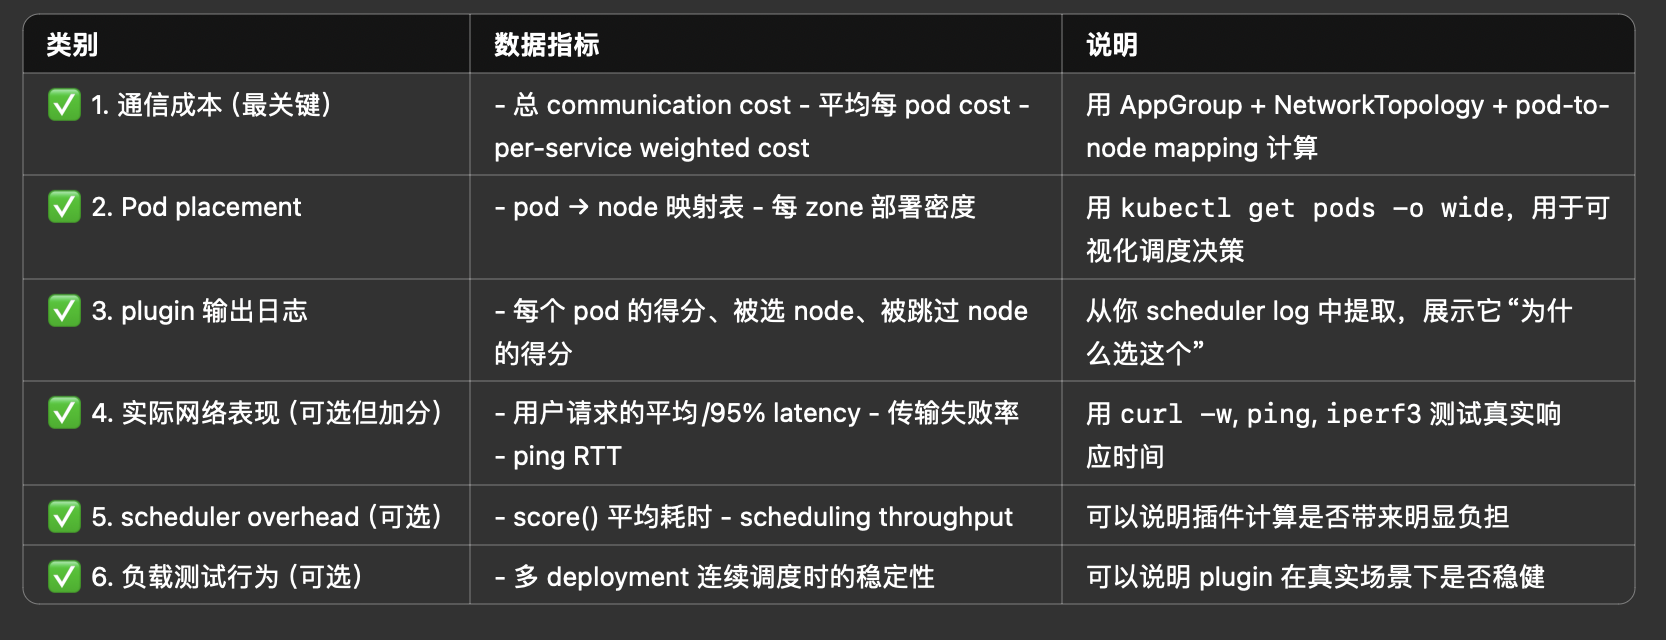 类别
数据指标
说明
✅ 1. 通信成本（最关键）
- 总 communication cost - 平均每 pod cost -
per-service weighted cost
用 AppGroup + NetworkTopology + pod-to-
node mapping 计算
✅ 2. Pod placement
- pod → node 映射表 - 每 zone 部署密度
用 kubectl get pods -o wide，用于可
视化调度决策
✅ 3. plugin 输出日志
- 每个 pod 的得分、被选 node、被跳过 node
的得分
从你 scheduler log 中提取，展示它“为什
么选这个”
✅ 4. 实际网络表现（可选但加分）
- 用户请求的平均/95% latency - 传输失败率
- ping RTT
用 curl -w, ping, iperf3 测试真实响
应时间
✅ 5. scheduler overhead（可选）
- score() 平均耗时 - scheduling throughput
可以说明插件计算是否带来明显负担
✅ 6. 负载测试行为（可选）
- 多 deployment 连续调度时的稳定性
可以说明 plugin 在真实场景下是否稳健